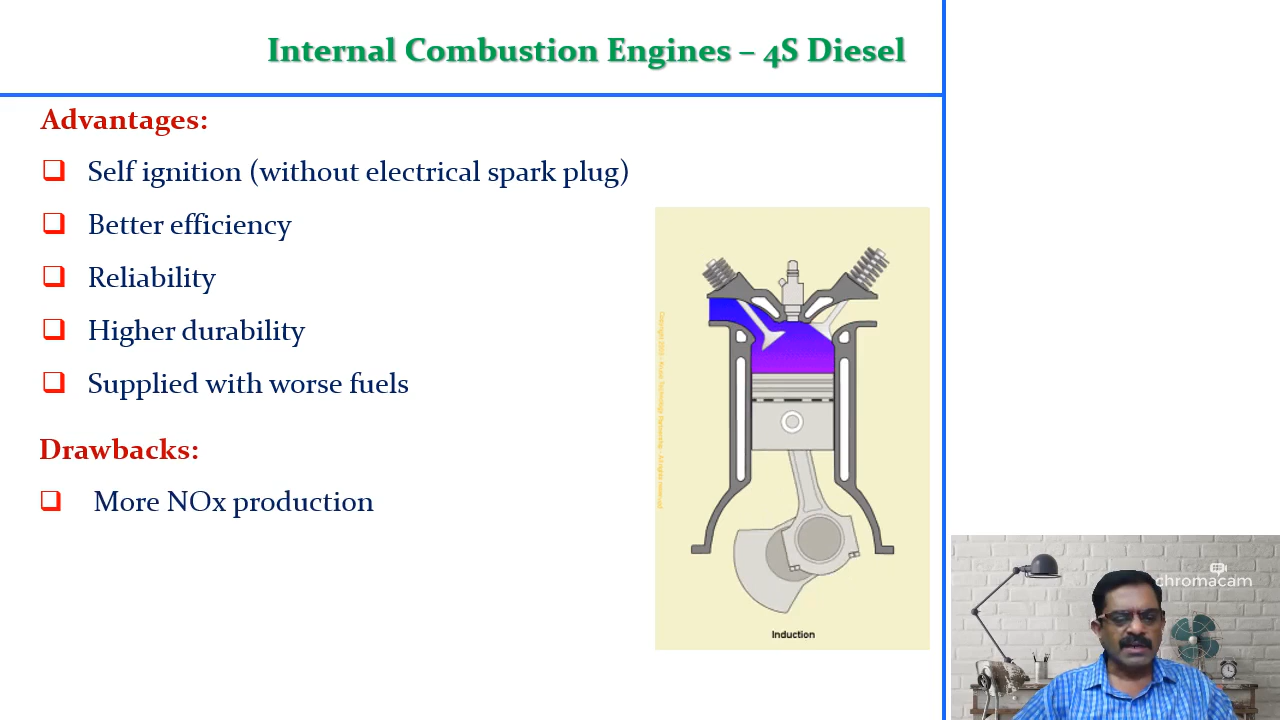 Internal Combustion Engines – 4S Diesel
Advantages:
Self ignition (without electrical spark plug)
Better efficiency
Reliability
Higher durability
Supplied with worse fuels
Drawbacks:
More NOx production
Induction
chromacam